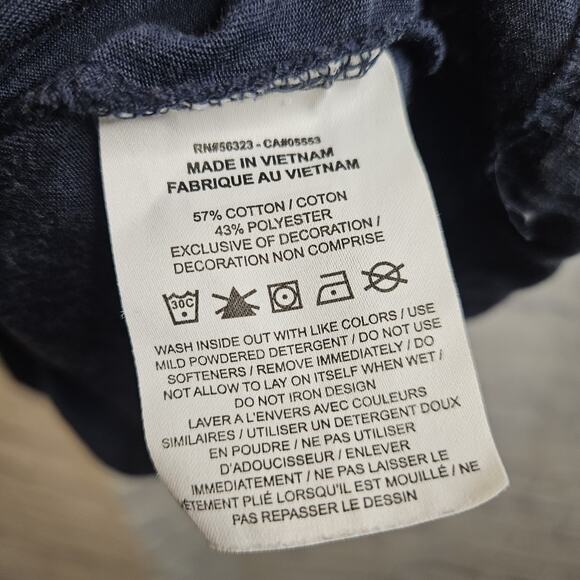 RN#56323 - CA#05553
MADE IN VIETNAM
FABRIQUE AU VIETNAM
57% COTTON / COTON
43% POLYESTER
EXCLUSIVE OF DECORATION /
DECORATION NON COMPRISE
30C
WASH INSIDE OUT WITH LIKE COLORS / USE
MILD POWDERED DETERGENT / DO NOT USE
SOFTENERS / REMOVE IMMEDIATELY / DO
NOT ALLOW TO LAY ON ITSELF WHEN WET /
DO NOT IRON DESIGN
LAVER A L'ENVERS AVEC COULEURS
SIMILAIRES / UTILISER UN DETERGENT DOUX
EN POUDRE / NE PAS UTILISER
D'ADOUCISSEUR / ENLEVER
IMMEDIATEMENT / NE PAS LAISSER LE
VÊTEMENT PLIÉ LORSQU'IL EST MOUILLÉ / NE
PAS REPASSER LE DESSIN